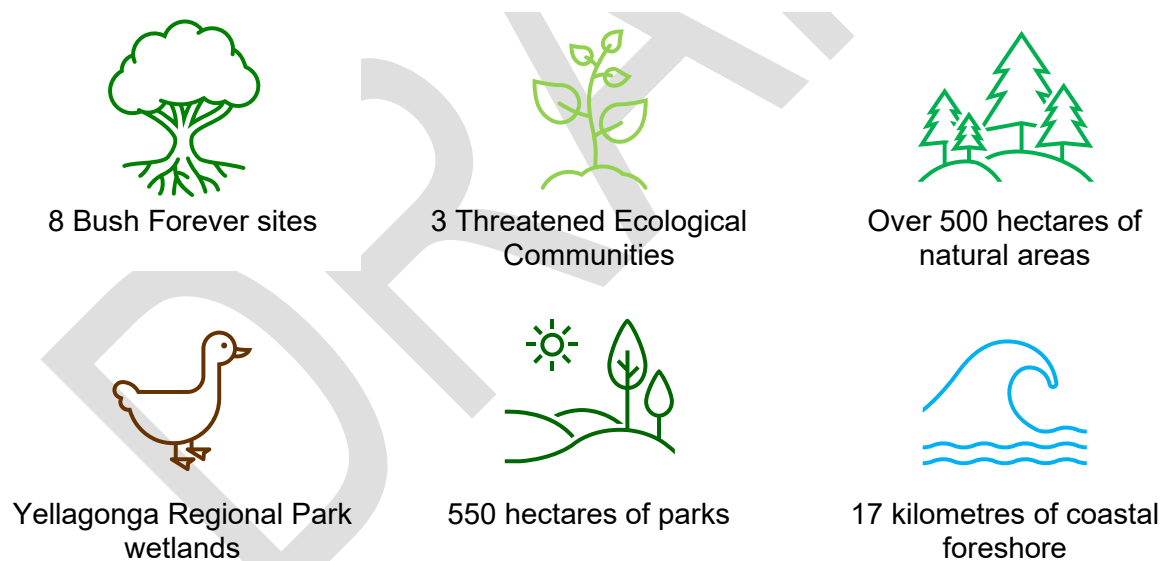 8 Bush Forever sites
3 Threatened Ecological
Communities
Over 500 hectares of
natural areas
Yellagonga Regional Park
wetlands
550 hectares of parks
17 kilometres of coastal
foreshore
DRA